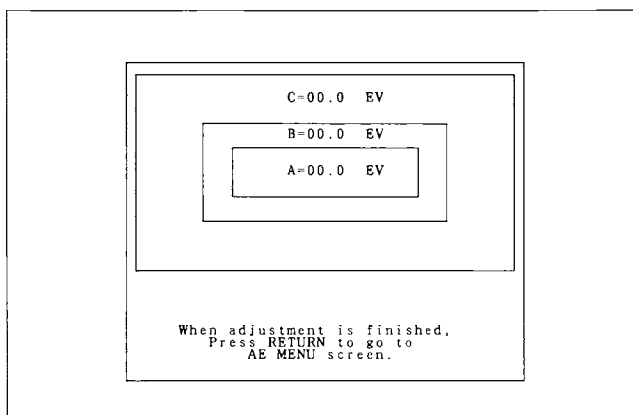 C=00.0 EV
B=00.0 EV
A=00.0 EV
When adjustment is finished,
Press RETURN to go to
AE MENU screen.